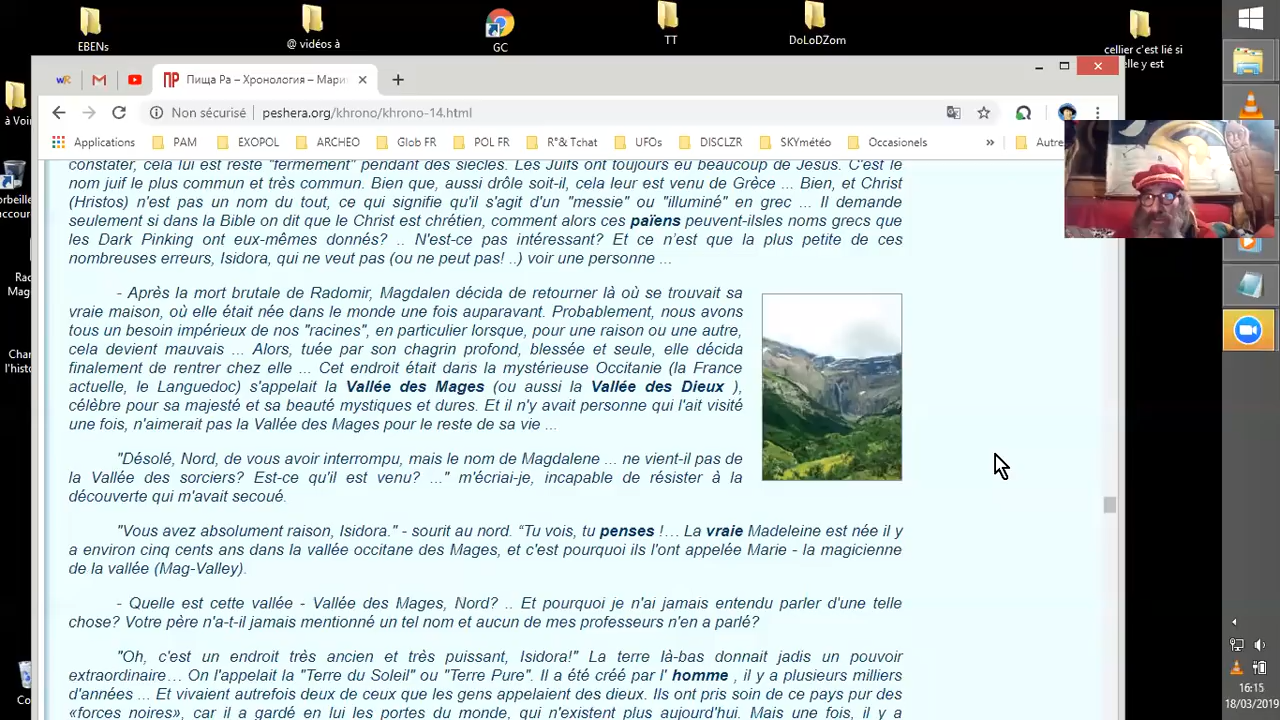 EBENs
@ vidéos à
GC
TT
DoLoDZom
cellier c'est lié si
elle y est
à Voir
Пища Ра – Хронология – Мари
Non sécurisé peshera.org/khrono/khrono-14.html
Applications PAM EXOPOL ARCHEO Glob FR POL FR R*& Tchat UFOs DISCLZR SKYmétéo Occasionels » Autre
constater, cela lui est reste "fermement" pendant des siècles. Les Juifs ont toujours eu beaucoup de Jésus. C'est le
nom juif le plus commun et très commun. Bien que, aussi drôle soit-il, cela leur est venu de Grèce ... Bien, et Christ
(Hristos) n'est pas un nom du tout, ce qui signifie qu'il s'agit d'un "messie" ou "illuminé" en grec ... Il demande
seulement si dans la Bible on dit que le Christ est chrétien, comment alors ces païens peuvent-ilsles noms grecs que
les Dark Pinking ont eux-mêmes donnés? .. N'est-ce pas intéressant? Et ce n'est que la plus petite de ces
nombreuses erreurs, Isidora, qui ne veut pas (ou ne peut pas! ..) voir une personne ...
- Après la mort brutale de Radomir, Magdalen décida de retourner là où se trouvait sa
vraie maison, où elle était née dans le monde une fois auparavant. Probablement, nous avons
tous un besoin impérieux de nos "racines", en particulier lorsque, pour une raison ou une autre,
cela devient mauvais ... Alors, tuée par son chagrin profond, blessée et seule, elle décida
finalement de rentrer chez elle ... Cet endroit était dans la mystérieuse Occitanie (la France
actuelle, le Languedoc) s'appelait la Vallée des Mages (ou aussi la Vallée des Dieux ),
célèbre pour sa majesté et sa beauté mystiques et dures. Et il n'y avait personne qui l'ait visité
une fois, n'aimerait pas la Vallée des Mages pour le reste de sa vie ...
"Désolé, Nord, de vous avoir interrompu, mais le nom de Magdalene ... ne vient-il pas de
la Vallée des sorciers? Est-ce qu'il est venu? ..." m'écriai-je, incapable de résister à la
découverte qui m'avait secoué.
"Vous avez absolument raison, Isidora." - sourit au nord. “Tu vois, tu penses !… La vraie Madeleine est née il y
a environ cinq cents ans dans la vallée occitane des Mages, et c'est pourquoi ils l'ont appelée Marie - la magicienne
de la vallée (Mag-Valley).
- Quelle est cette vallée - Vallée des Mages, Nord? .. Et pourquoi je n'ai jamais entendu parler d'une telle
chose? Votre père n'a-t-il jamais mentionné un tel nom et aucun de mes professeurs n'en a parlé?
"Oh, c'est un endroit très ancien et très puissant, Isidora!" La terre là-bas donnait jadis un pouvoir
extraordinaire… On l'appelait la "Terre du Soleil" ou "Terre Pure". Il a été créé par l' homme , il y a plusieurs milliers
d'années ... Et vivaient autrefois deux de ceux que les gens appelaient des dieux. Ils ont pris soin de ce pays pur des
«forces noires», car il a gardé en lui les portes du monde, qui n'existent plus aujourd'hui. Mais une fois, il y a
16:15
18/03/2019